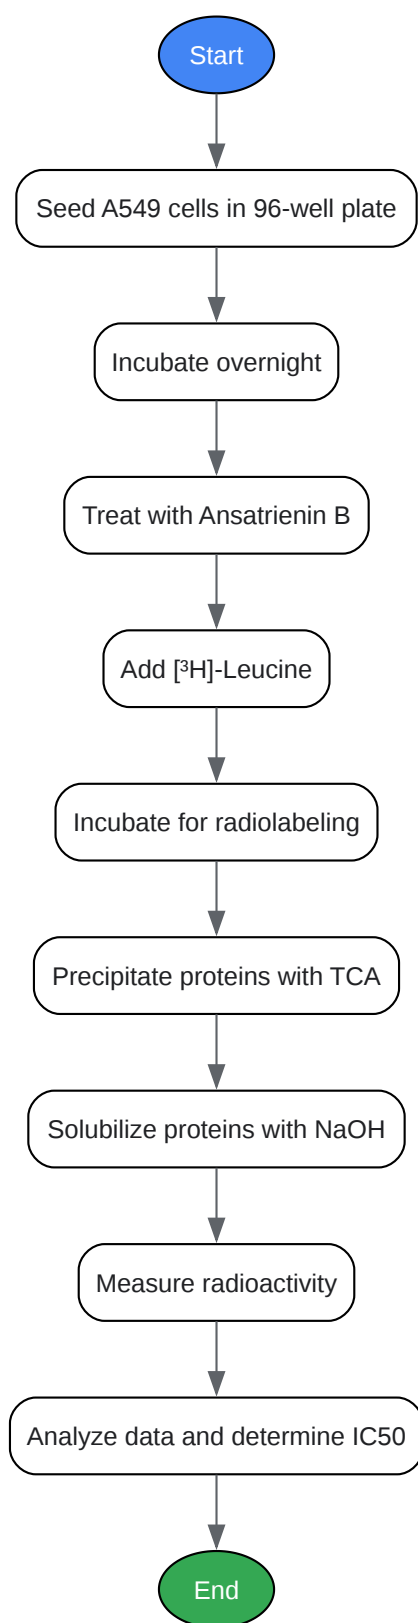 Start
Seed A549 cells in 96-well plate
Incubate overnight
Treat with Ansatrienin B
Add [³H]-Leucine
Incubate for radiolabeling
Precipitate proteins with TCA
Solubilize proteins with NaOH
Measure radioactivity
Analyze data and determine IC50
End